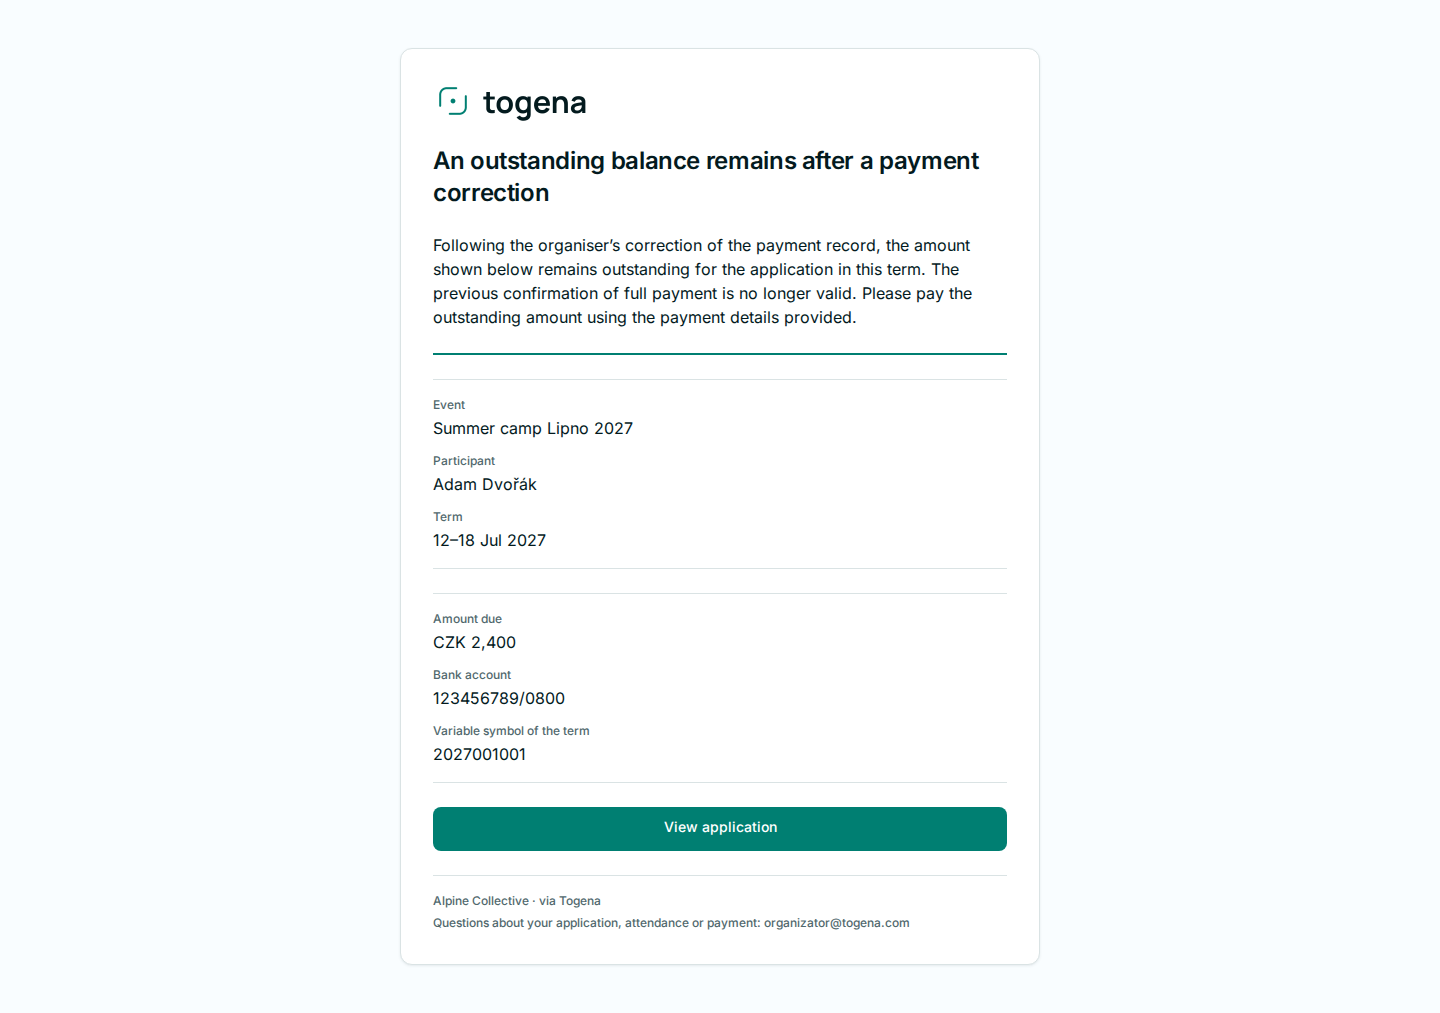 togena
An outstanding balance remains after a payment
correction
Following the organiser’s correction of the payment record, the amount
shown below remains outstanding for the application in this term. The
previous confirmation of full payment is no longer valid. Please pay the
outstanding amount using the payment details provided.
Event
Summer camp Lipno 2027
Participant
Adam Dvořák
Term
12–18 Jul 2027
Amount due
CZK 2,400
Bank account
123456789/0800
Variable symbol of the term
2027001001
View application
Alpine Collective · via Togena
Questions about your application, attendance or payment: organizator@togena.com